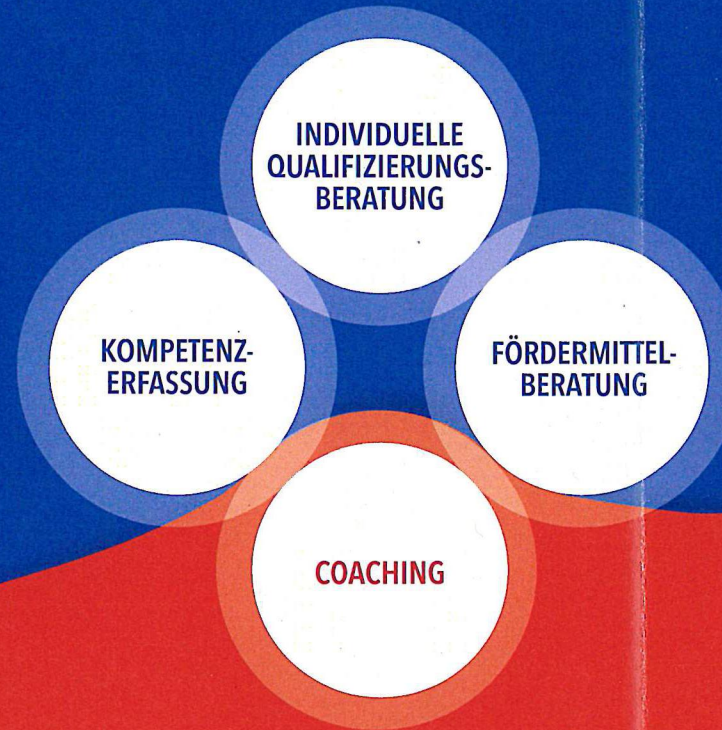 INDIVIDUELLE
QUALIFIZIERUNGS-
BERATUNG
KOMPETENZ-
ERFASSUNG
FÖRDERMITTEL-
BERATUNG
COACHING